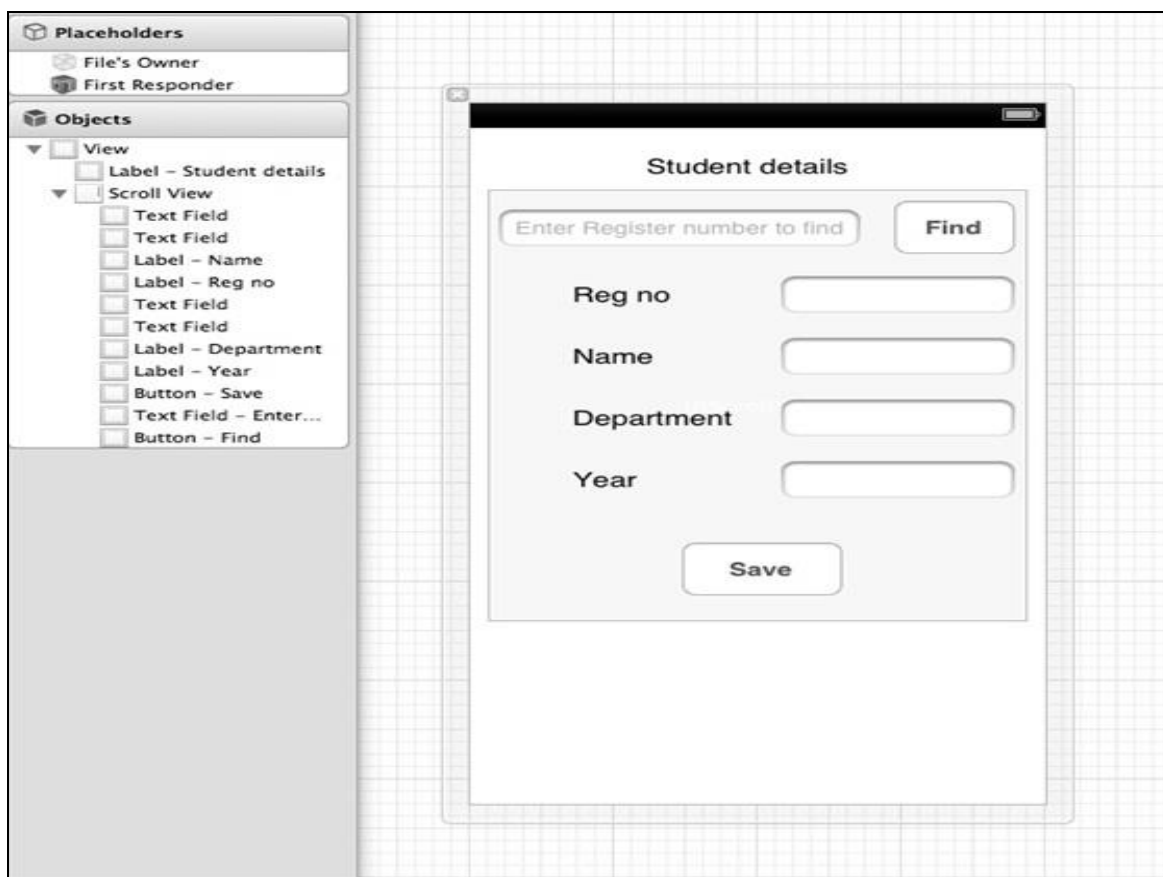 Placeholders
File's Owner
First Responder
Objects
View
Label – Student details
Scroll View
Text Field
Text Field
Label – Name
Label – Reg no
Text Field
Text Field
Label – Department
Label – Year
Button – Save
Text Field – Enter...
Button – Find
Student details
Enter Register number to find
Find
Reg no
Name
Department
Year
Save